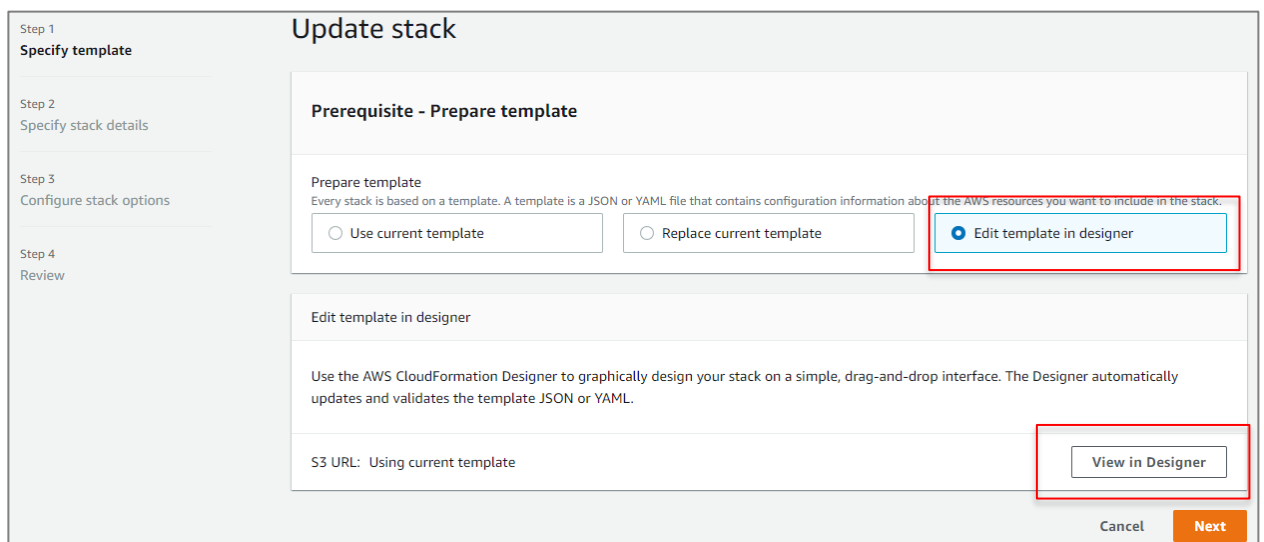 Step 1
Specify template
Step 2
Specify stack details
Step 3
Configure stack options
Step 4
Review
Update stack
Prerequisite - Prepare template
Prepare template
Every stack is based on a template. A template is a JSON or YAML file that contains configuration information about the AWS resources you want to include in the stack.
Use current template
Replace current template
Edit template in designer
Edit template in designer
Use the AWS CloudFormation Designer to graphically design your stack on a simple, drag-and-drop interface. The Designer automatically
updates and validates the template JSON or YAML.
S3 URL: Using current template
View in Designer
Cancel
Next